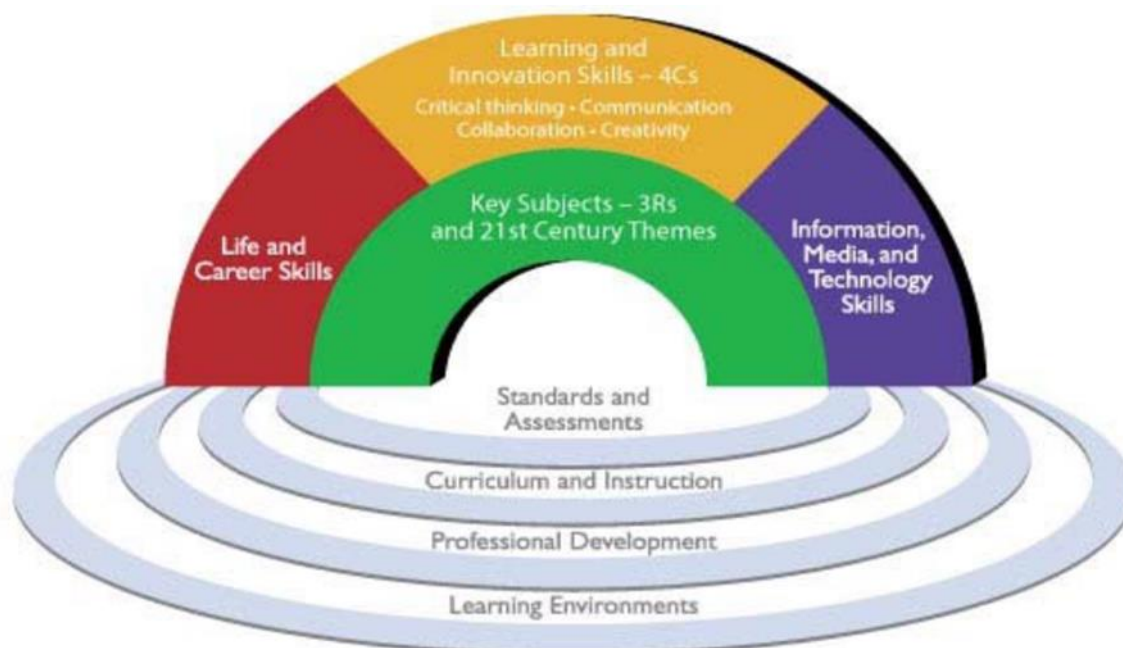 Learning and
Innovation Skills – 4Cs
Critical thinking • Communication
Collaboration • Creativity
Key Subjects – 3Rs
and 21st Century Themes
Life and
Career Skills
Information,
Media, and
Technology
Skills
Standards and
Assessments
Curriculum and Instruction
Professional Development
Learning Environments